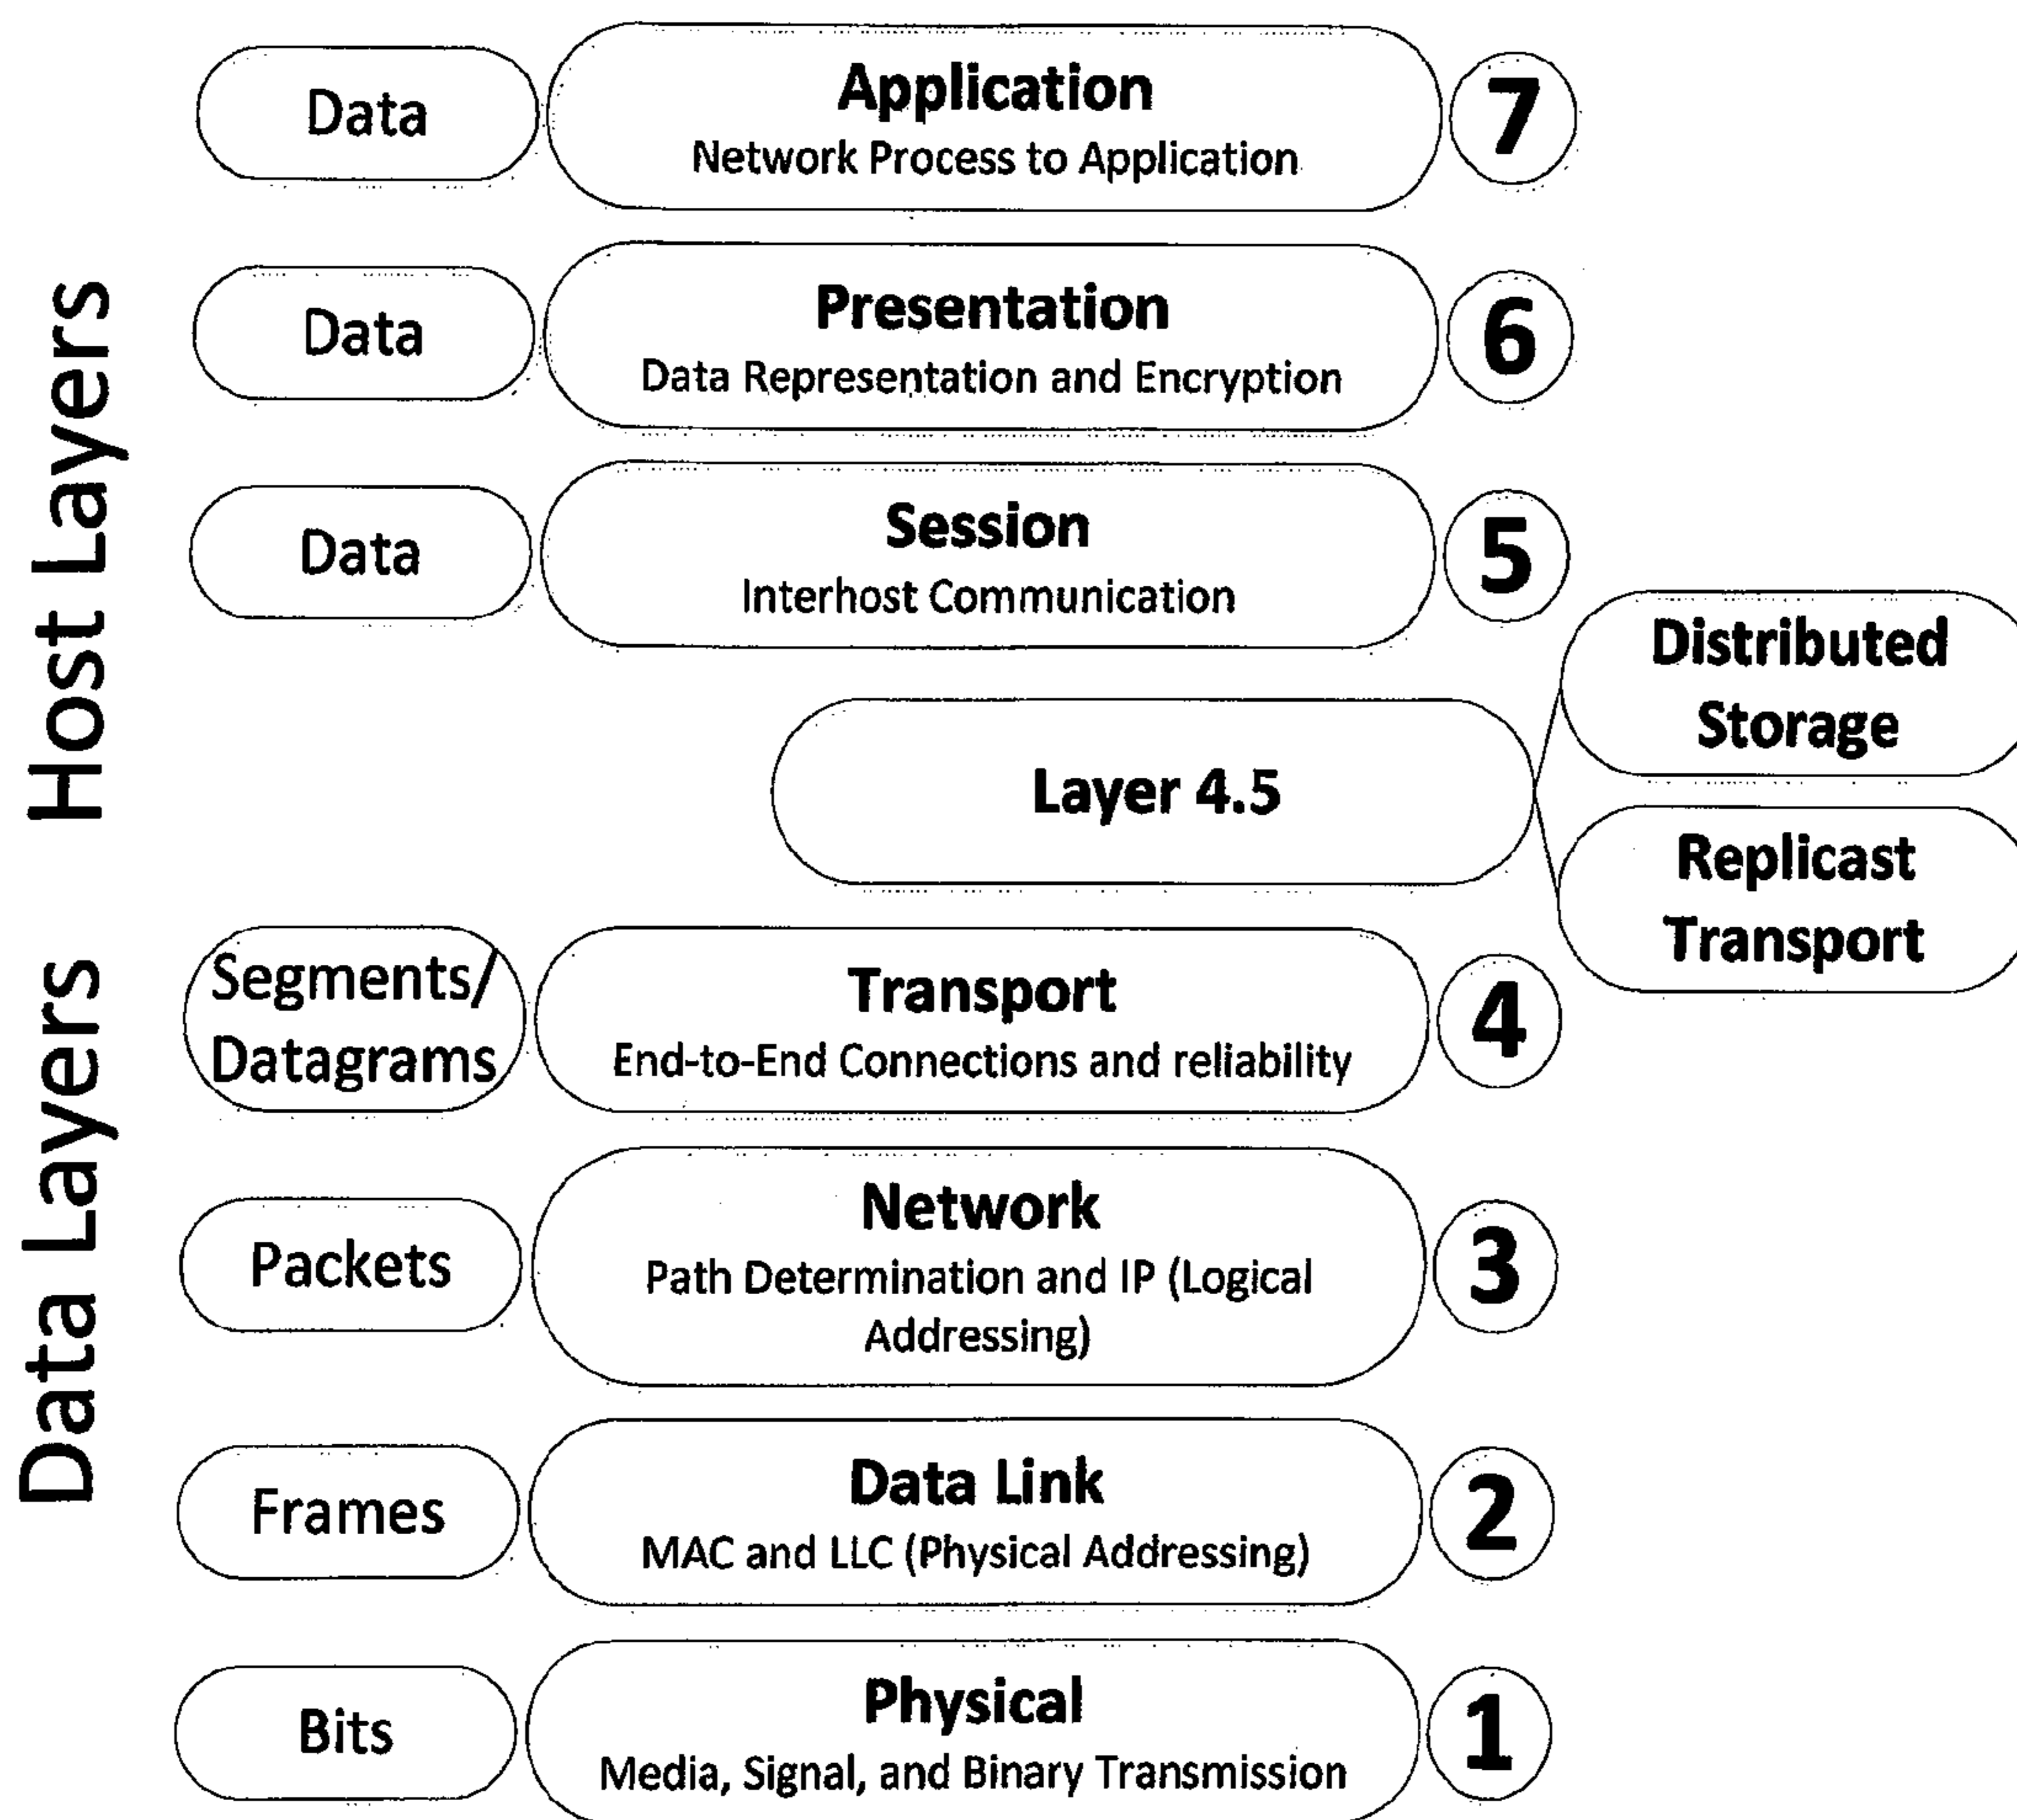 Host Layers
Data Layers
Data
Application
Network Process to Application
7
Data
Presentation
Data Representation and Encryption
6
Data
Session
Interhost Communication
5
Layer 4.5
Distributed
Storage
Replicast
Transport
Segments/
Datagrams
Transport
End-to-End Connections and reliability
4
Packets
Network
Path Determination and IP (Logical
Addressing)
3
Frames
Data Link
MAC and LLC (Physical Addressing)
2
Bits
Physical
Media, Signal, and Binary Transmission
1